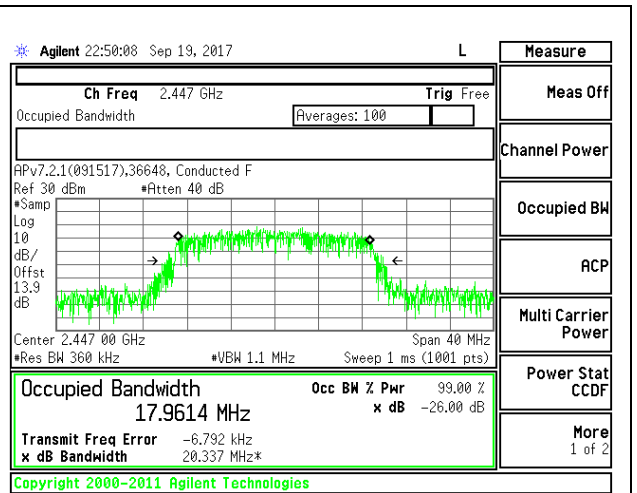 Agilent 22:50:08 Sep 19, 2017 L
Measure
Ch Freq 2.447 GHz Trig Free
Occupied Bandwidth Averages: 100
Meas Off
Channel Power
Occupied BW
ACP
Multi Carrier
Power
Power Stat
CCDF
More
1 of 2
APv7.2.1(091517),36648, Conducted F
Ref 30 dBm #Atten 40 dB
#Samp
Log
10
dB/
Offst
13.9
dB
Center 2.447 00 GHz Span 40 MHz
#Res BW 360 kHz #VBW 1.1 MHz Sweep 1 ms (1001 pts)
Occupied Bandwidth Occ BW % Pwr 99.00 %
17.9614 MHz x dB -26.00 dB
Transmit Freq Error -6.792 kHz
x dB Bandwidth 20.337 MHz*
Copyright 2000-2011 Agilent Technologies